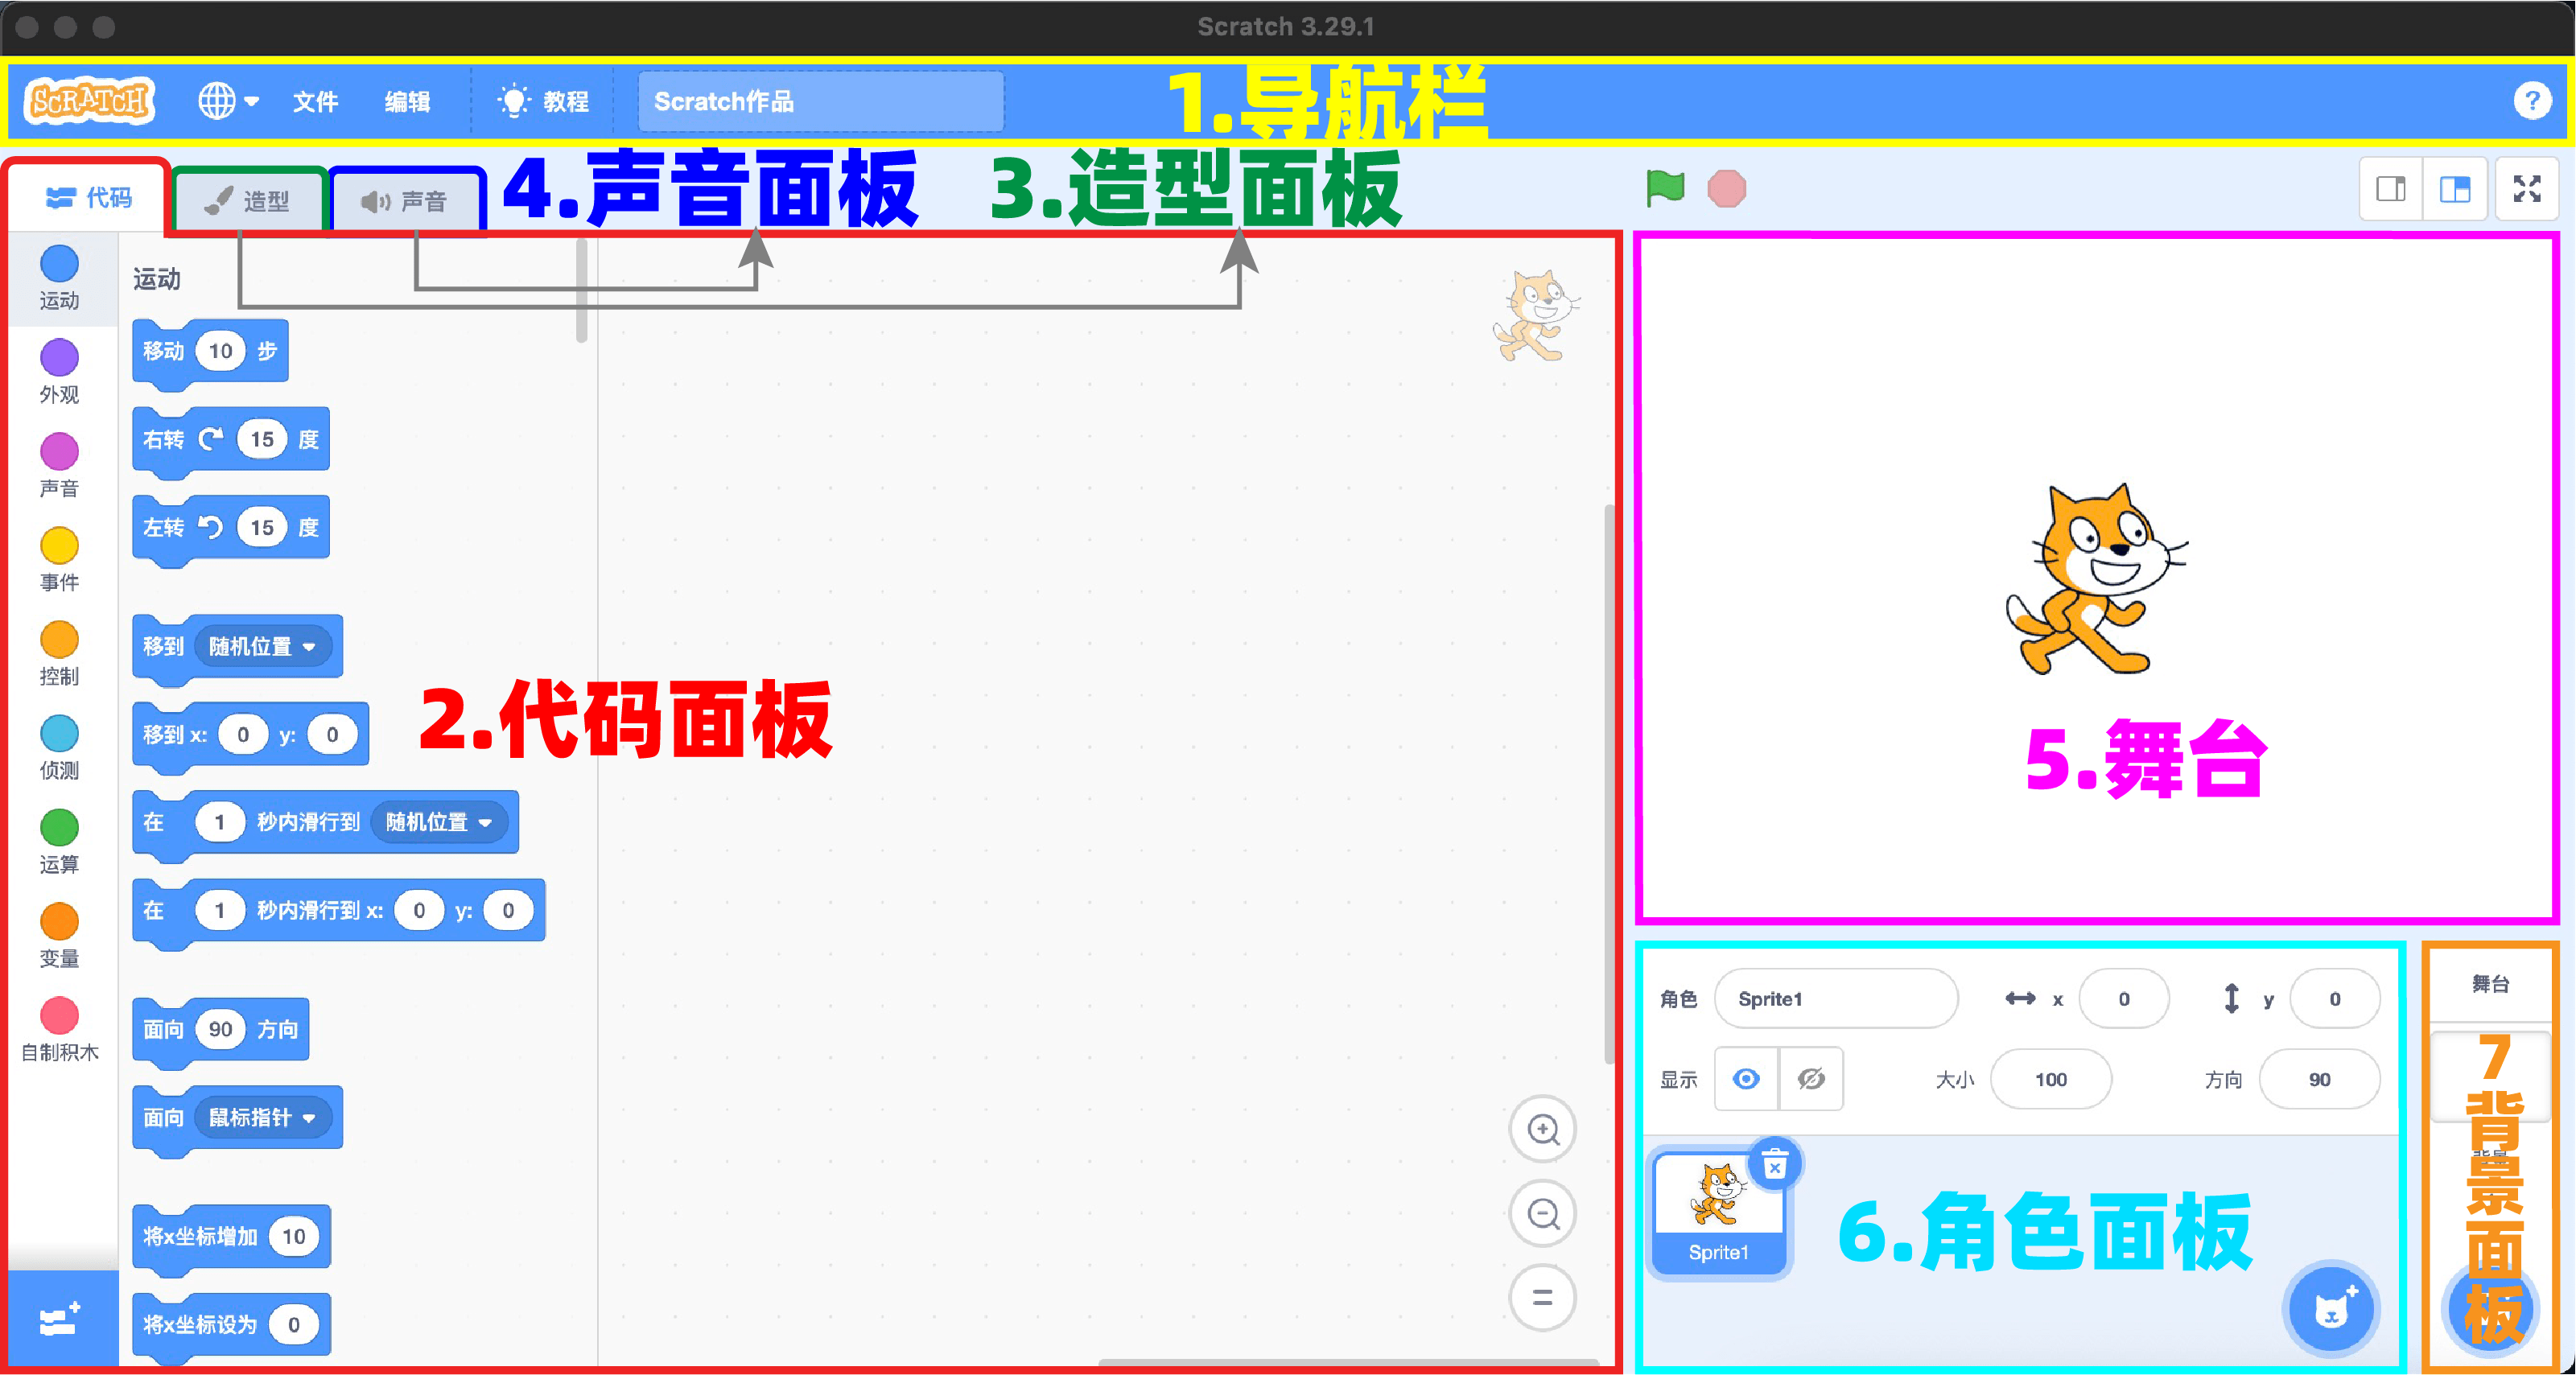 Scratch 3.29.1
SCRATCH
文件
编辑
教程
Scratch作品
1.导航栏
?
代码
造型
声音
4.声音面板
3.造型面板
运动
外观
声音
事件
控制
侦测
运算
变量
自制积木
运动
移动 10 步
右转 15 度
左转 15 度
移到 随机位置
移到 x: 0 y: 0
在 1 秒内滑行到 随机位置
在 1 秒内滑行到 x: 0 y: 0
面向 90 方向
面向 鼠标指针
将x坐标增加 10
将x坐标设为 0
2.代码面板
5.舞台
角色 Sprite1 x 0 y 0
显示 大小 100 方向 90
Sprite1
6.角色面板
舞台
7背景面板